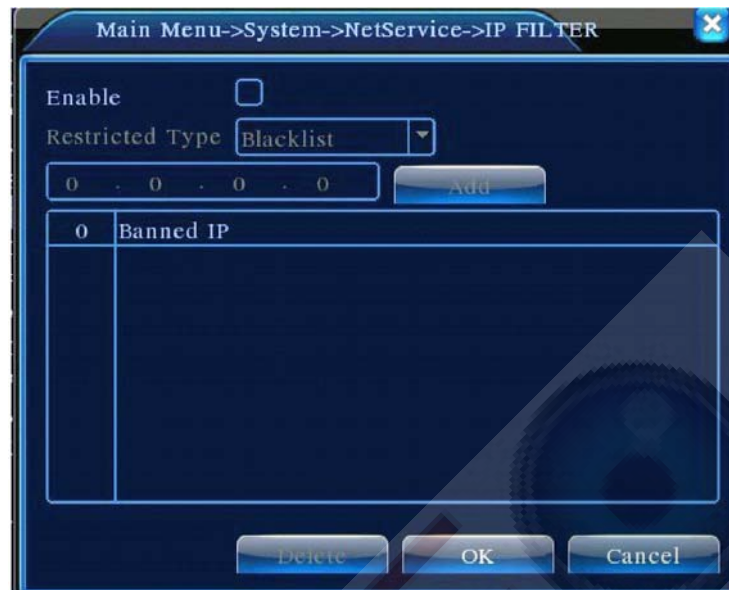 Main Menu->System->NetService->IP FILTER
Enable
Restricted Type Blacklist
0 . 0 . 0 . 0 Add
0 Banned IP
Delete OK Cancel